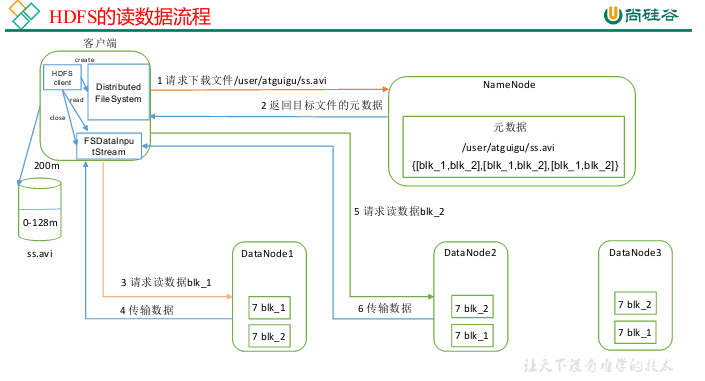 HDFS的读数据流程
尚硅谷
客户端
create
HDFS
client
Distributed
FileSystem
read
close
FSDataInpu
tStream
1 请求下载文件/user/atguigu/ss.avi
2 返回目标文件的元数据
NameNode
元数据
/user/atguigu/ss.avi
{[blk_1,blk_2],[blk_1,blk_2],[blk_1,blk_2]}
200m
0-128m
ss.avi
5 请求读数据blk_2
3 请求读数据blk_1
4 传输数据
6传输数据
DataNode1
7 blk_1
7 blk_2
DataNode2
7 blk_2
7 blk_1
DataNode3
7 blk_2
7 blk_1
让天下没有难学的技术